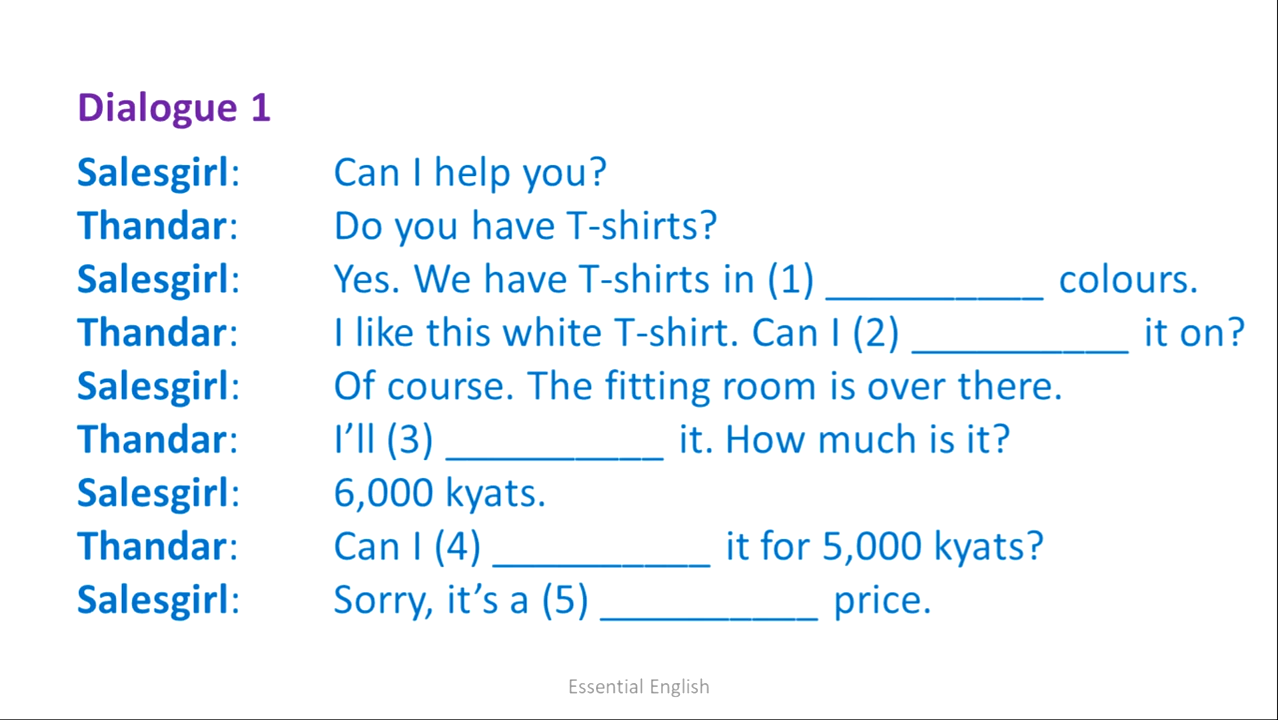 Dialogue 1
Salesgirl: Can I help you?
Thandar: Do you have T-shirts?
Salesgirl: Yes. We have T-shirts in (1) __________ colours.
Thandar: I like this white T-shirt. Can I (2) __________ it on?
Salesgirl: Of course. The fitting room is over there.
Thandar: I’ll (3) __________ it. How much is it?
Salesgirl: 6,000 kyats.
Thandar: Can I (4) __________ it for 5,000 kyats?
Salesgirl: Sorry, it’s a (5) __________ price.
Essential English